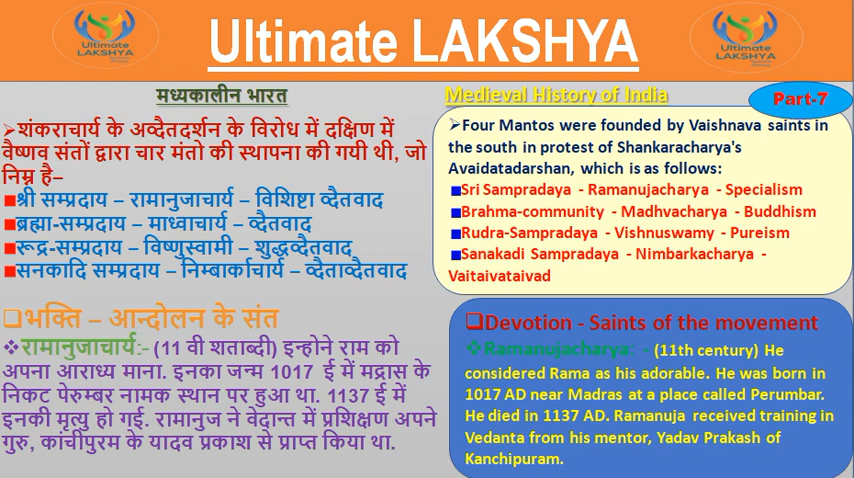 Ultimate
LAKSHYA
Ultimate LAKSHYA
Ultimate
LAKSHYA
मध्यकालीन भारत
➢शंकराचार्य के अव्दैतदर्शन के विरोध में दक्षिण में
वैष्णव संतों द्वारा चार मंतो की स्थापना की गयी थी, जो
निम्न है–
■श्री सम्प्रदाय – रामानुजाचार्य – विशिष्टा व्दैतवाद
■ब्रह्मा-सम्प्रदाय – माध्वाचार्य – व्दैतवाद
■रूद्र-सम्प्रदाय – विष्णुस्वामी – शुद्धव्दैतवाद
■सनकादि सम्प्रदाय – निम्बार्काचार्य – व्दैताव्दैतवाद
❑भक्ति – आन्दोलन के संत
❖रामानुजाचार्य:- (11 वी शताब्दी) इन्होने राम को
अपना आराध्य माना. इनका जन्म 1017 ई में मद्रास के
निकट पेरुम्बर नामक स्थान पर हुआ था. 1137 ई में
इनकी मृत्यु हो गई. रामानुज ने वेदान्त में प्रशिक्षण अपने
गुरु, कांचीपुरम के यादव प्रकाश से प्राप्त किया था.
Medieval History of India
Part-7
➢Four Mantos were founded by Vaishnava saints in
the south in protest of Shankaracharya's
Avaidatadarshan, which is as follows:
■Sri Sampradaya - Ramanujacharya - Specialism
■Brahma-community - Madhvacharya - Buddhism
■Rudra-Sampradaya - Vishnuswamy - Pureism
■Sanakadi Sampradaya - Nimbarkacharya -
Vaitaivataivad
❑Devotion - Saints of the movement
❖Ramanujacharya: - (11th century) He
considered Rama as his adorable. He was born in
1017 AD near Madras at a place called Perumbar.
He died in 1137 AD. Ramanuja received training in
Vedanta from his mentor, Yadav Prakash of
Kanchipuram.